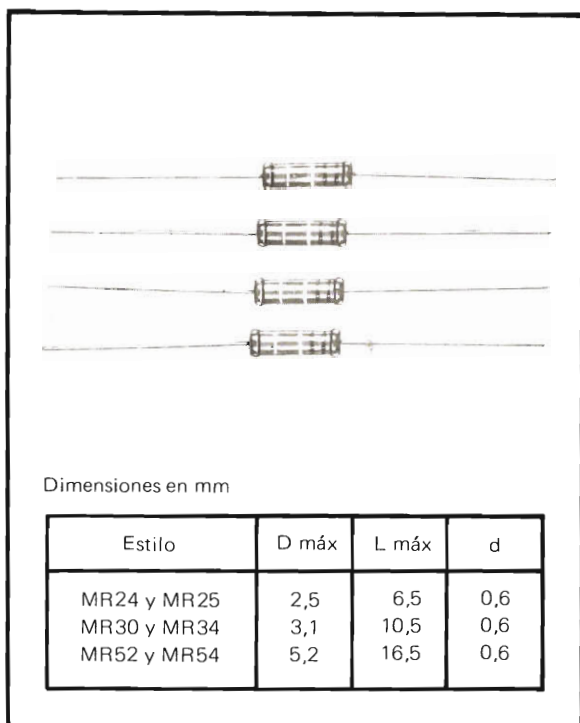 Dimensiones en mm
Estilo D máx L máx d
MR24 y MR25 2,5 6,5 0,6
MR30 y MR34 3,1 10,5 0,6
MR52 y MR54 5,2 16,5 0,6